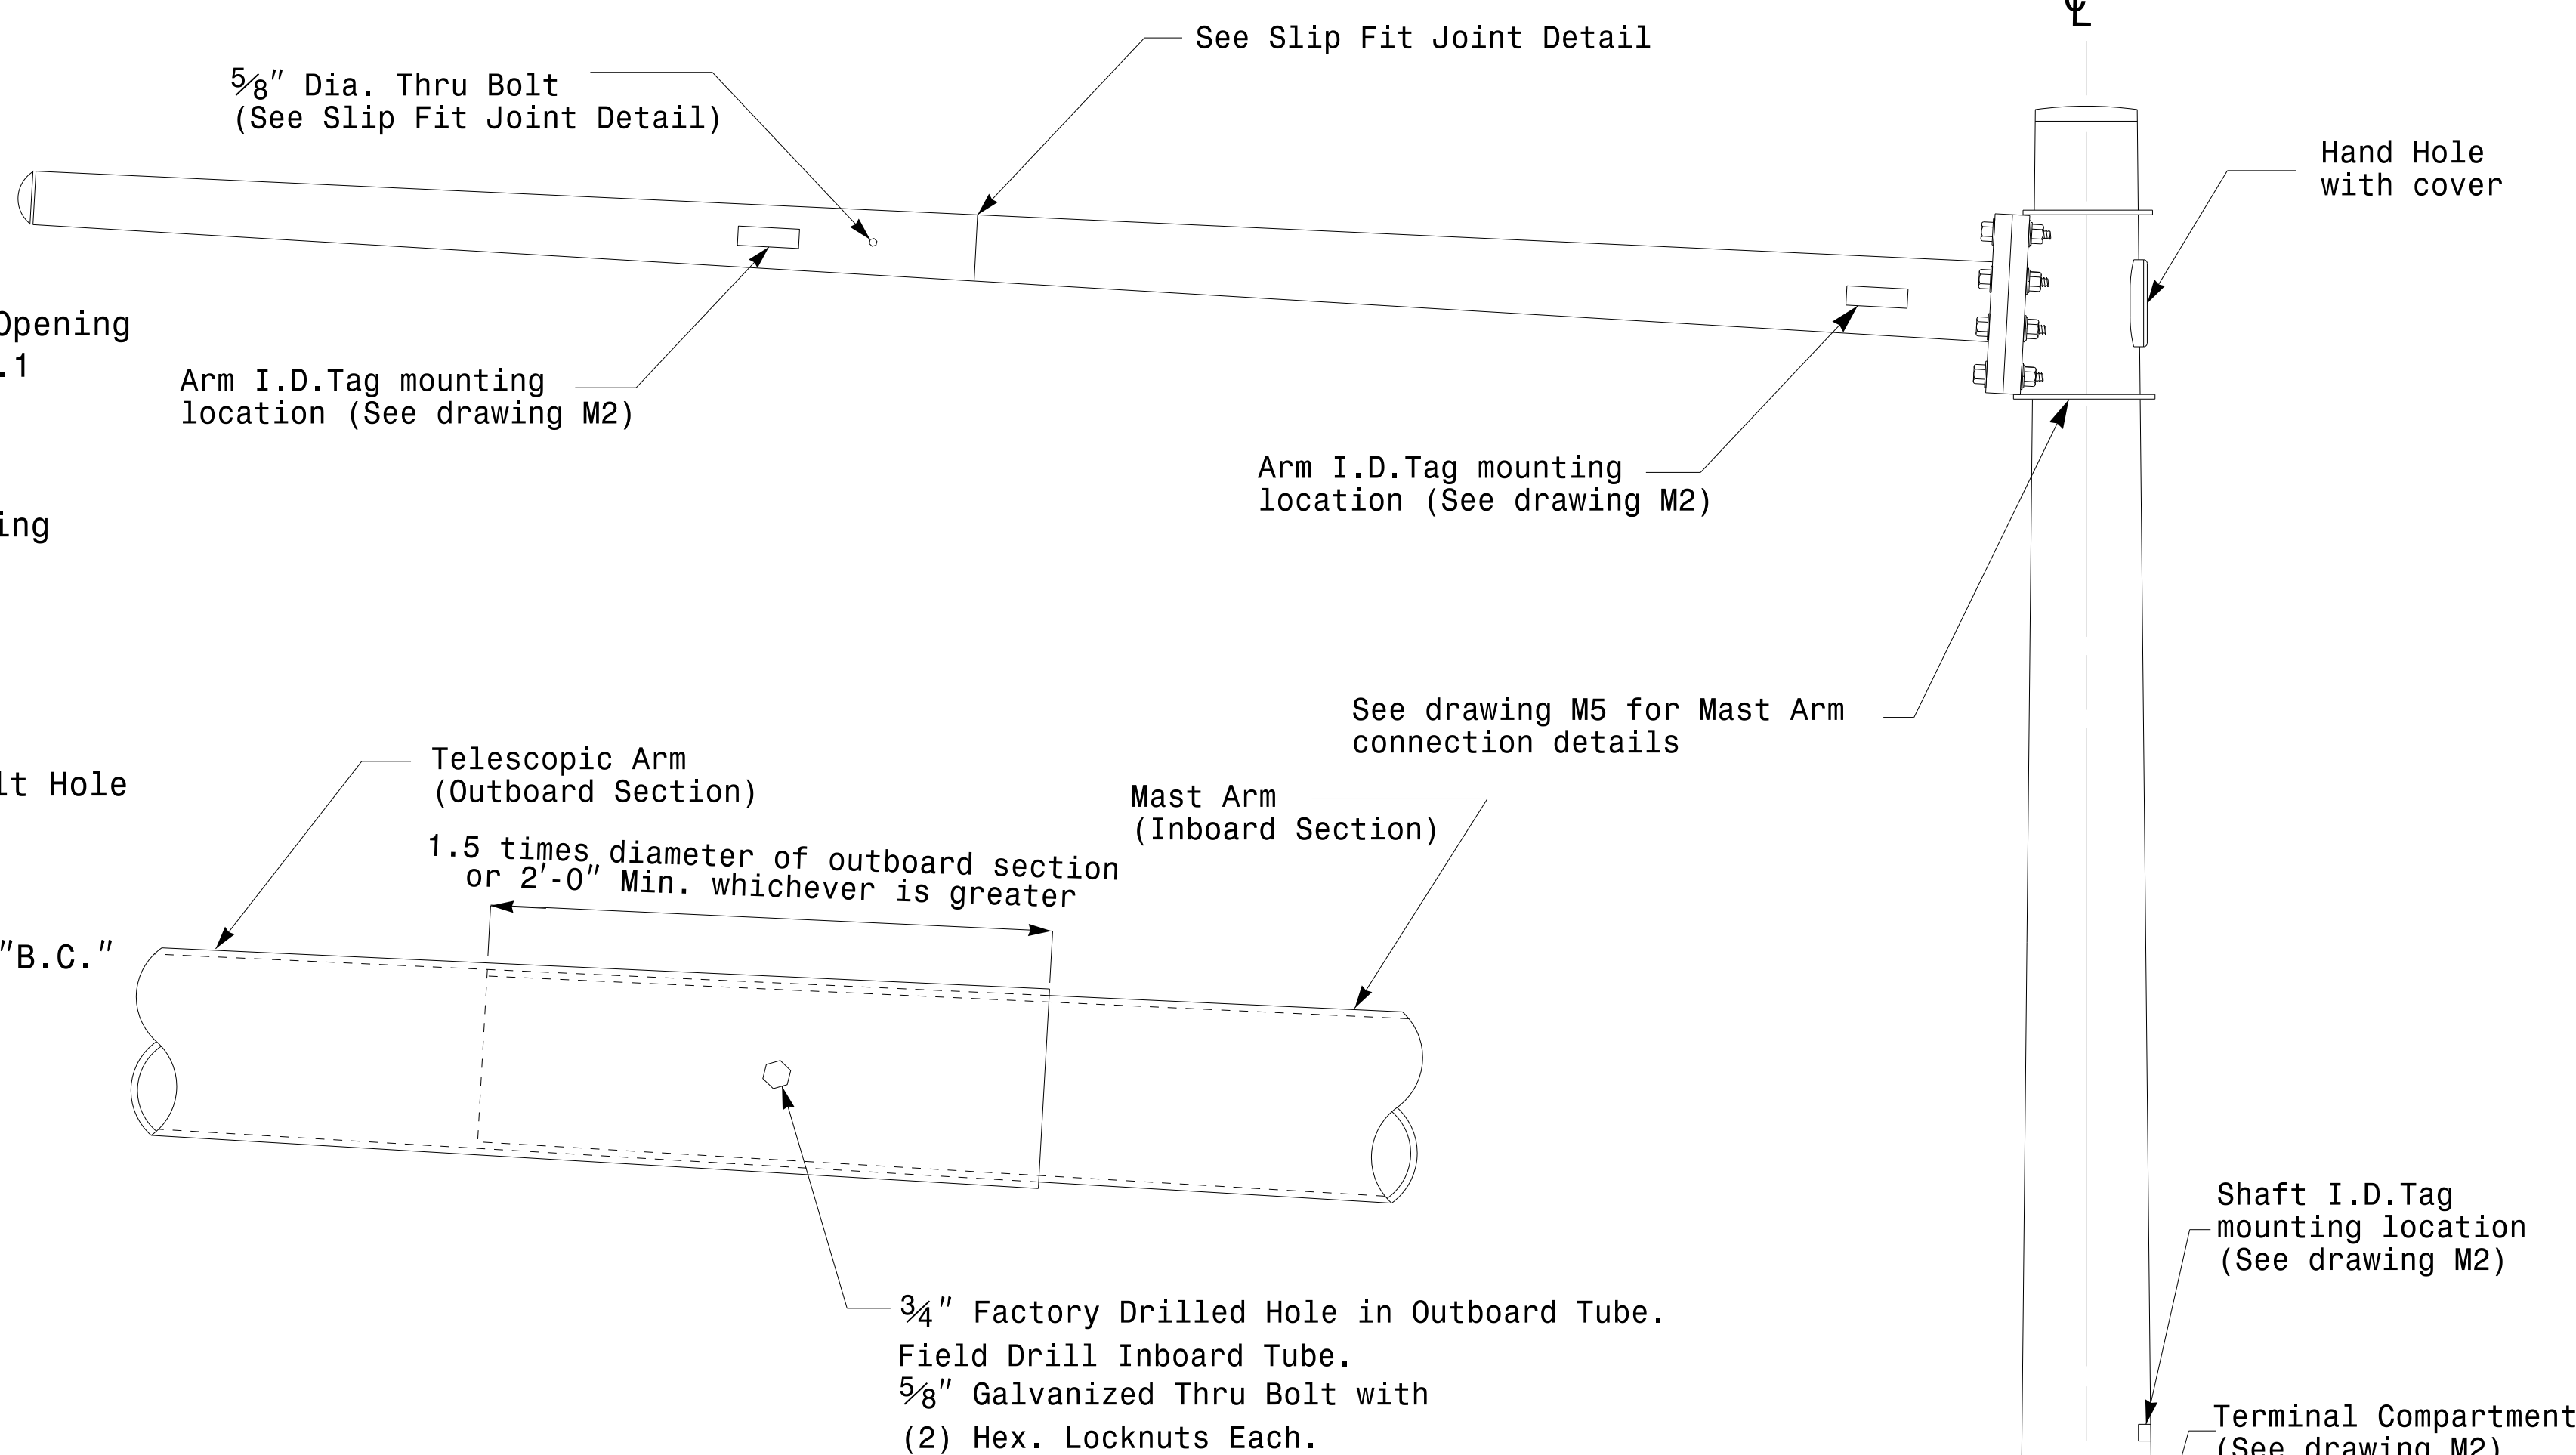 ℄
See Slip Fit Joint Detail
5/8" Dia. Thru Bolt
(See Slip Fit Joint Detail)
Hand Hole
with cover
Opening
.1
Arm I.D.Tag mounting
location (See drawing M2)
Arm I.D.Tag mounting
location (See drawing M2)
ing
See drawing M5 for Mast Arm
connection details
Telescopic Arm
(Outboard Section)
lt Hole
Mast Arm
(Inboard Section)
1.5 times diameter of outboard section
or 2'-0" Min. whichever is greater
"B.C."
Shaft I.D.Tag
mounting location
(See drawing M2)
3/4" Factory Drilled Hole in Outboard Tube.
Field Drill Inboard Tube.
5/8" Galvanized Thru Bolt with
(2) Hex. Locknuts Each.
Terminal Compartment
(See drawing M2)